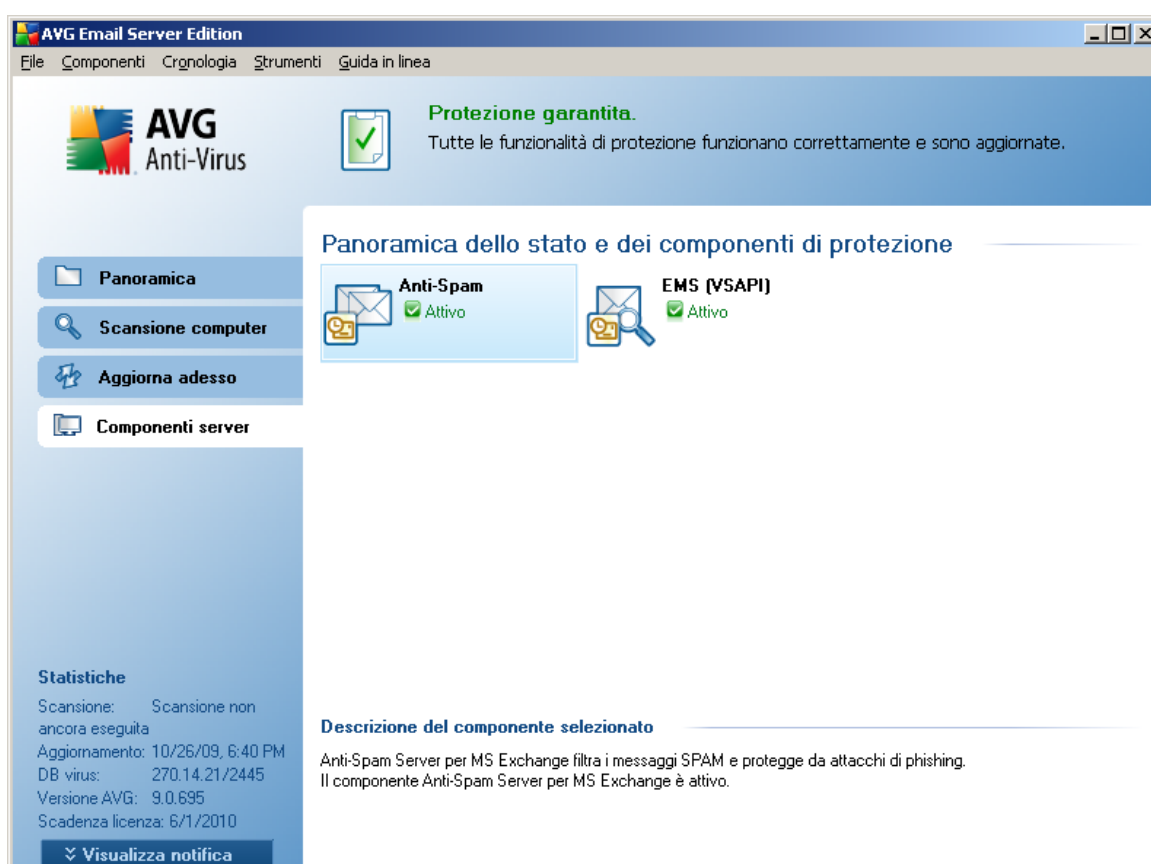 AVG Email Server Edition
File Componenti Cronologia Strumenti Guida in linea
AVG
Anti-Virus
Protezione garantita.
Tutte le funzionalità di protezione funzionano correttamente e sono aggiornate.
Panoramica
Scansione computer
Aggiorna adesso
Componenti server
Panoramica dello stato e dei componenti di protezione
Anti-Spam
Attivo
EMS (VSAPI)
Attivo
Statistiche
Scansione: Scansione non
ancora eseguita
Aggiornamento: 10/26/09, 6:40 PM
DB virus: 270.14.21/2445
Versione AVG: 9.0.695
Scadenza licenza: 6/1/2010
Visualizza notifica
Descrizione del componente selezionato
Anti-Spam Server per MS Exchange filtra i messaggi SPAM e protegge da attacchi di phishing.
Il componente Anti-Spam Server per MS Exchange è attivo.